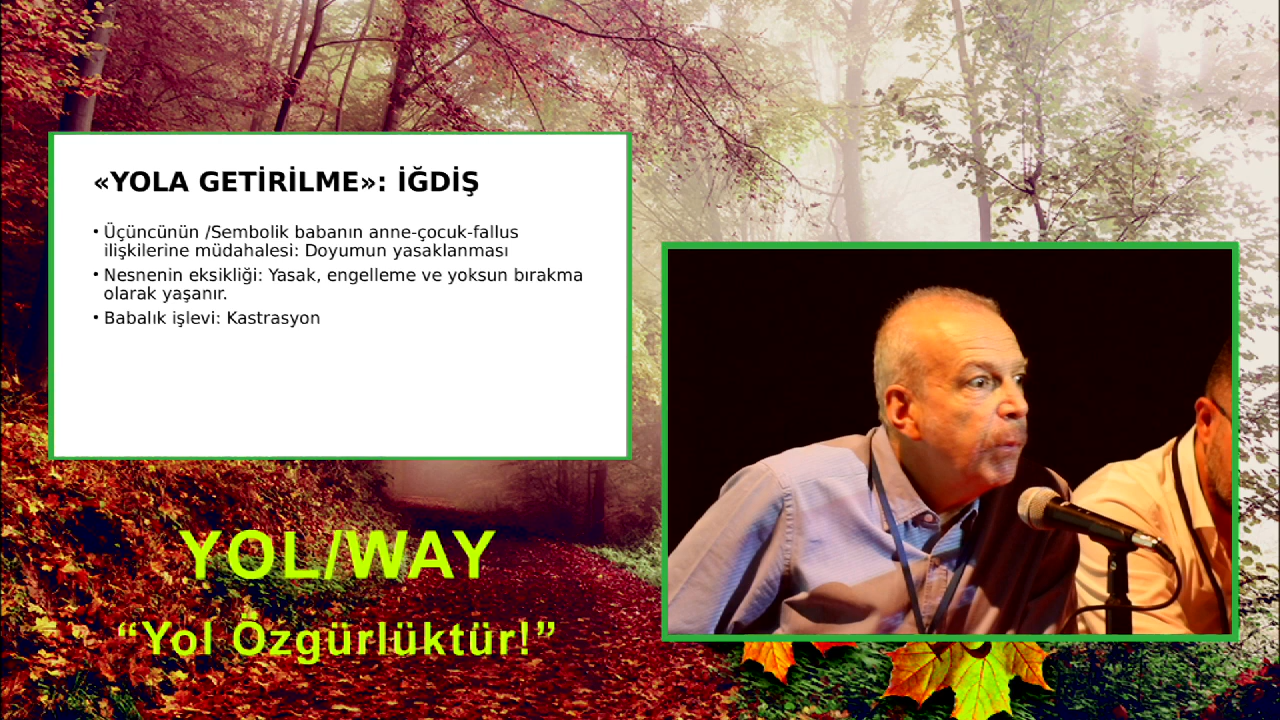 «YOLA GETİRİLME»: İĞDİŞ
• Üçüncünün /Sembolik babanın anne-çocuk-fallus
ilişkilerine müdahalesi: Doyumun yasaklanması
• Nesnenin eksikliği: Yasak, engelleme ve yoksun bırakma
olarak yaşanır.
• Babalık işlevi: Kastrasyon
YOL/WAY
“Yol Özgürlüktür!”